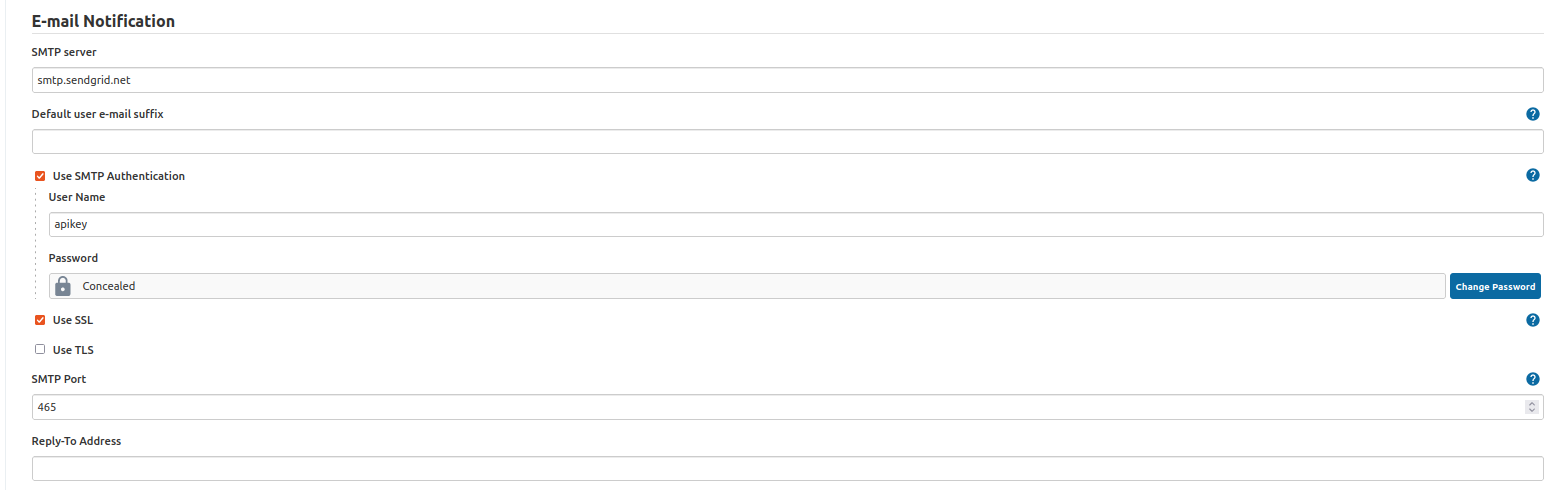 E-mail Notification
SMTP server
smtp.sendgrid.net
Default user e-mail suffix
?
Use SMTP Authentication
?
User Name
apikey
Password
Concealed
Change Password
Use SSL
?
Use TLS
SMTP Port
?
465
Reply-To Address